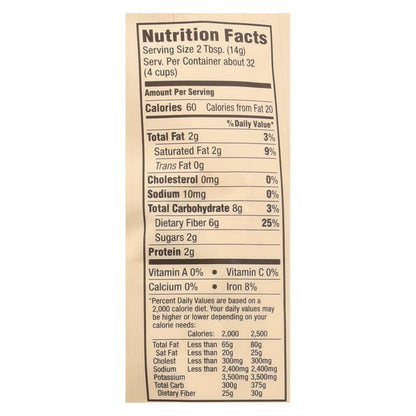 Nutrition Facts
Serving Size 2 Tbsp. (14g)
Serv. Per Container about 32
(4 cups)
Amount Per Serving
Calories 60 Calories from Fat 20
% Daily Value*
Total Fat 2g 3%
Saturated Fat 2g 9%
Trans Fat 0g
Cholesterol 0mg 0%
Sodium 10mg 0%
Total Carbohydrate 8g 3%
Dietary Fiber 6g 25%
Sugars 2g
Protein 2g
Vitamin A 0% • Vitamin C 0%
Calcium 0% • Iron 8%
*Percent Daily Values are based on a
2,000 calorie diet. Your daily values may
be higher or lower depending on your
calorie needs:
Calories: 2,000 2,500
Total Fat Less than 65g 80g
Sat Fat Less than 20g 25g
Cholest Less than 300mg 300mg
Sodium Less than 2,400mg 2,400mg
Potassium 3,500mg 3,500mg
Total Carb 300g 375g
Dietary Fiber 25g 30g